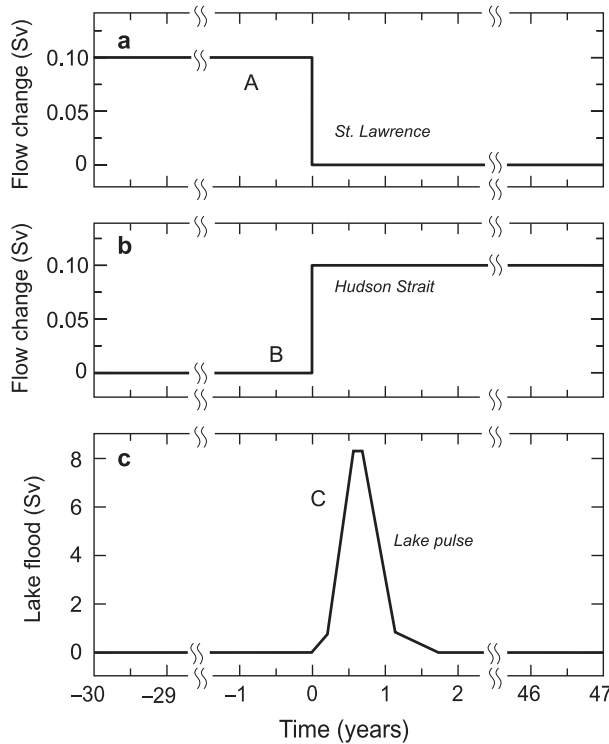 a
Flow change (Sv)
0.10
0.05
0
A
St. Lawrence
b
Flow change (Sv)
0.10
0.05
0
B
Hudson Strait
c
Lake flood (Sv)
8
6
4
2
0
C
Lake pulse
–30 –29 –1 0 1 2 46 47
Time (years)